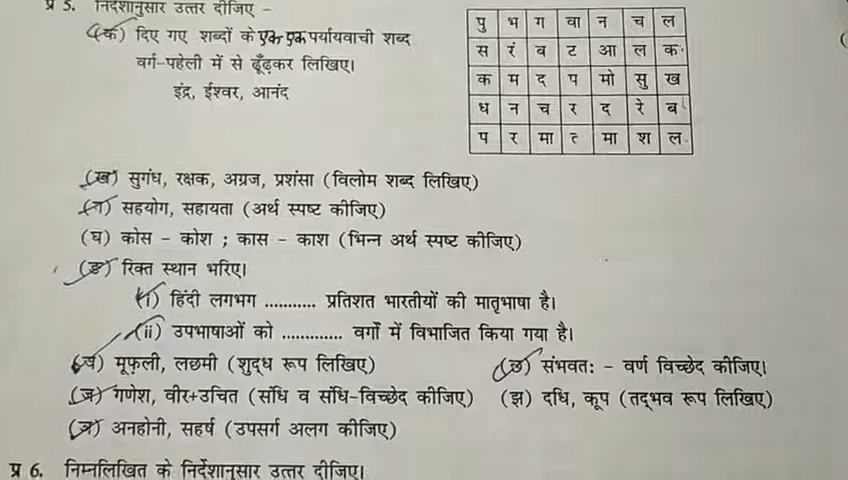 प्र 5. निर्देशानुसार उत्तर दीजिए –
(क) दिए गए शब्दों के एक एक पर्यायवाची शब्द
वर्ग-पहेली में से ढूँढ़कर लिखिए।
इंद्र, ईश्वर, आनंद
पु भ ग वा न च ल
स रं ब ट आ ल क
क म द प मो सु ख
ध न च र द रे ब
प र मा त् मा श ल
(ख) सुगंध, रक्षक, अग्रज, प्रशंसा (विलोम शब्द लिखिए)
(ग) सहयोग, सहायता (अर्थ स्पष्ट कीजिए)
(घ) कोस – कोश ; कास – काश (भिन्न अर्थ स्पष्ट कीजिए)
(ङ) रिक्त स्थान भरिए।
(i) हिंदी लगभग ........... प्रतिशत भारतीयों की मातृभाषा है।
(ii) उपभाषाओं को ............. वर्गों में विभाजित किया गया है।
(च) मूफ़ली, लछमी (शुद्ध रूप लिखिए) (छ) संभवतः – वर्ण विच्छेद कीजिए।
(ज) गणेश, वीर+उचित (संधि व संधि-विच्छेद कीजिए) (झ) दधि, कूप (तद्भव रूप लिखिए)
(ञ) अनहोनी, सहर्ष (उपसर्ग अलग कीजिए)
प्र 6. निम्नलिखित के निर्देशानुसार उत्तर दीजिए।